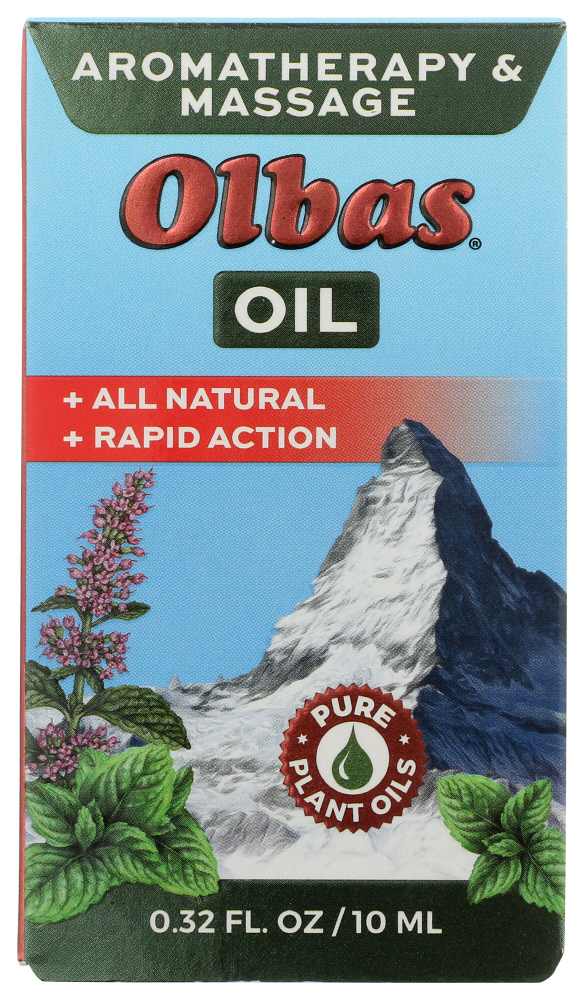 AROMATHERAPY &
MASSAGE
Olbas®
OIL
+ ALL NATURAL
+ RAPID ACTION
PURE
PLANT OILS
0.32 FL. OZ / 10 ML